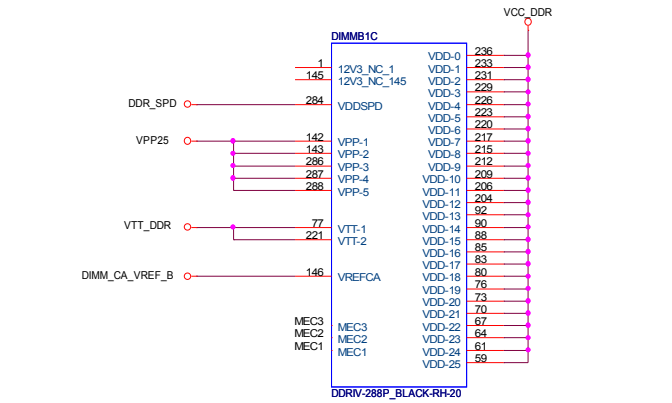 VCC_DDR
DIMMB1C
1 12V3_NC_1
145 12V3_NC_145
DDR_SPD 284 VDDSPD
VPP25 142 VPP-1
143 VPP-2
286 VPP-3
287 VPP-4
288 VPP-5
VTT_DDR 77 VTT-1
221 VTT-2
DIMM_CA_VREF_B 146 VREFCA
MEC3 MEC3
MEC2 MEC2
MEC1 MEC1
VDD-0 236
VDD-1 233
VDD-2 231
VDD-3 229
VDD-4 226
VDD-5 223
VDD-6 220
VDD-7 217
VDD-8 215
VDD-9 212
VDD-10 209
VDD-11 206
VDD-12 204
VDD-13 92
VDD-14 90
VDD-15 88
VDD-16 85
VDD-17 83
VDD-18 80
VDD-19 76
VDD-20 73
VDD-21 70
VDD-22 67
VDD-23 64
VDD-24 61
VDD-25 59
DDRIV-288P_BLACK-RH-20